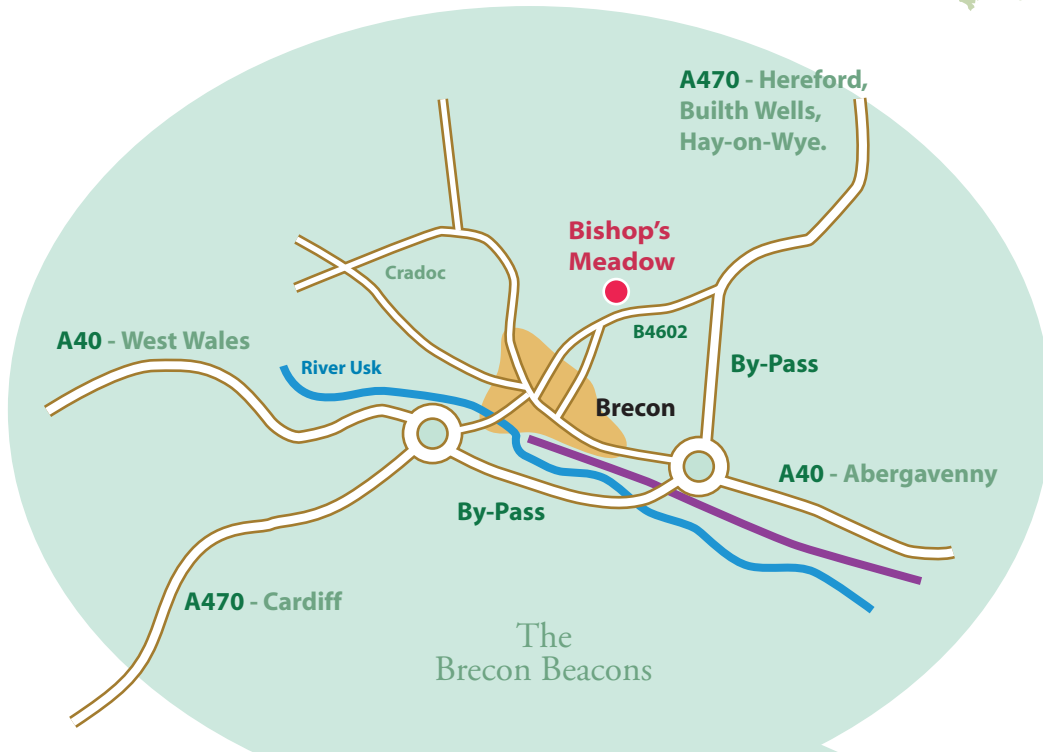 A470 - Hereford,
Builth Wells,
Hay-on-Wye.
Bishop's
Meadow
Cradoc
B4602
A40 - West Wales
River Usk
By-Pass
Brecon
A40 - Abergavenny
By-Pass
A470 - Cardiff
The
Brecon Beacons